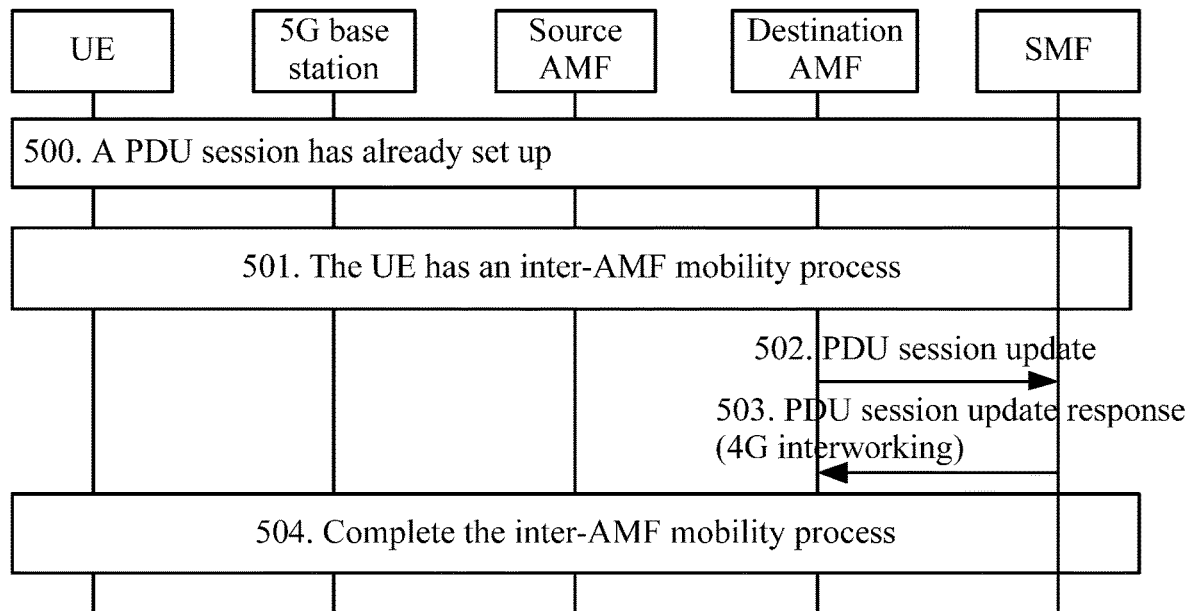 UE
5G base
station
Source
AMF
Destination
AMF
SMF
500. A PDU session has already set up
501. The UE has an inter-AMF mobility process
502. PDU session update
503. PDU session update response
(4G interworking)
504. Complete the inter-AMF mobility process